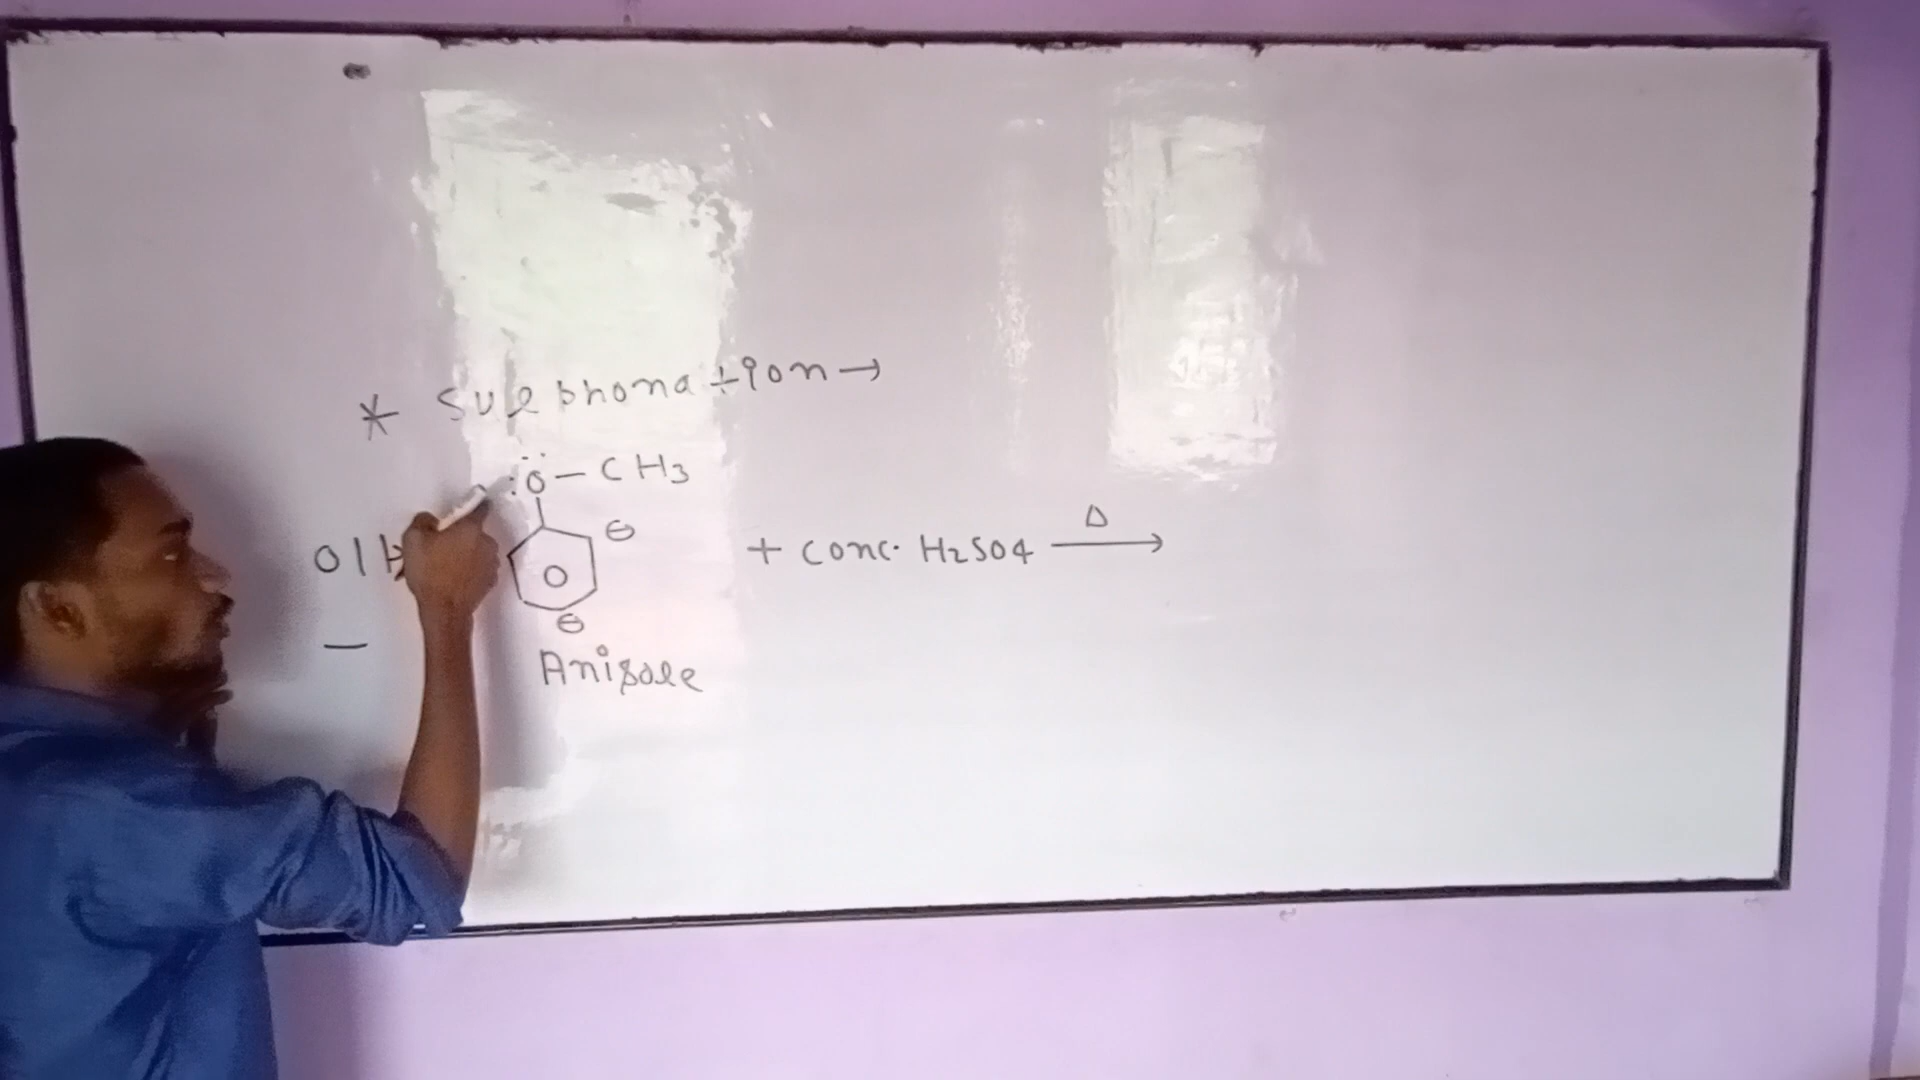 * Sulphonation →
:Ö - CH3
⊖
+ conc. H2SO4 Δ→
⊖
Anisole